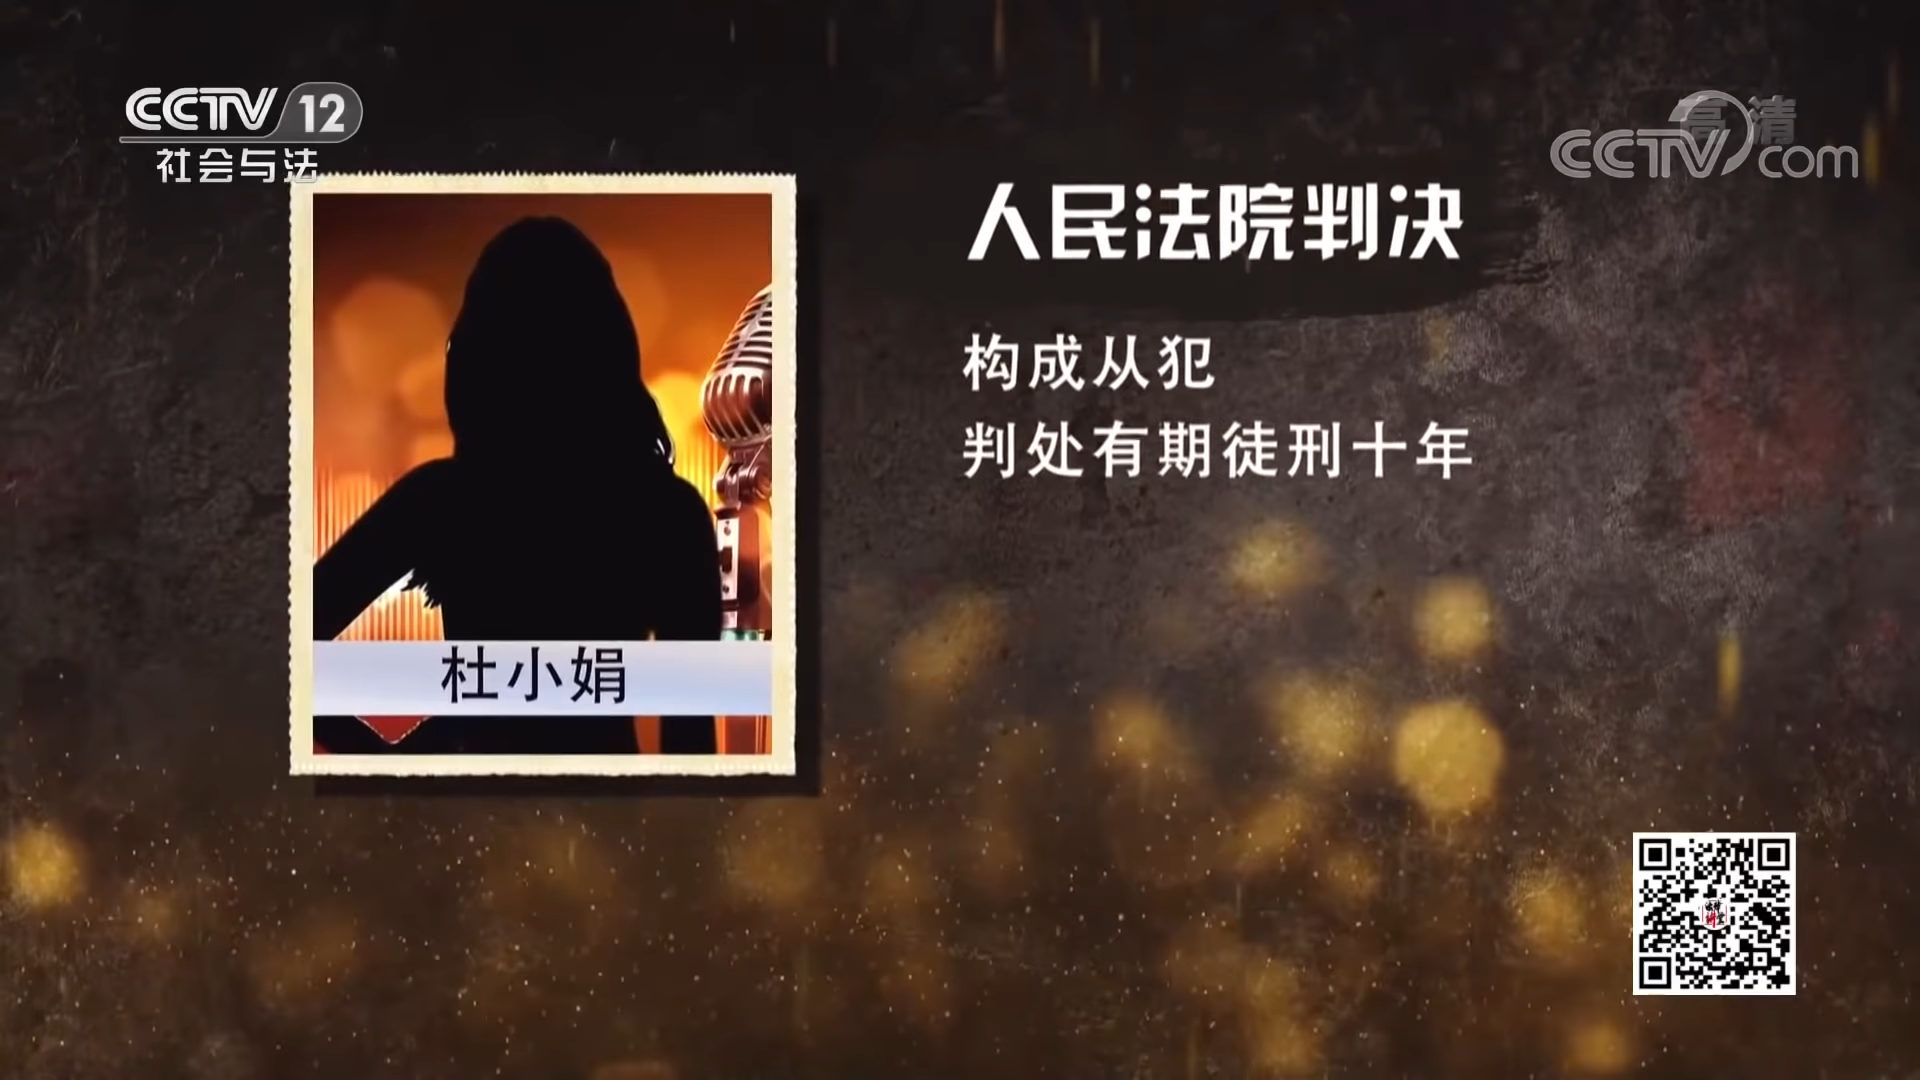 CCTV 12
社会与法
高清
CCTV com
人民法院判决
构成从犯
判处有期徒刑十年
杜小娟